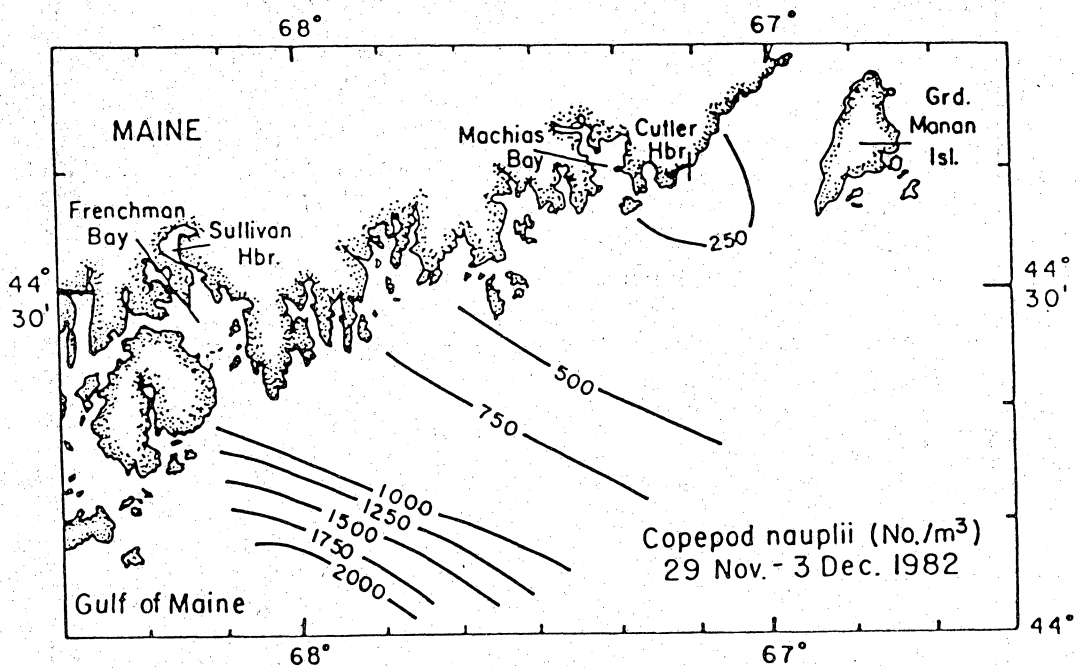 68°
67°
MAINE
Machias
Bay
Cutler
Hbr.
Grd.
Manan
Isl.
Frenchman
Bay
Sullivan
Hbr.
250
44°
30'
44°
30'
500
750
1000
1250
1500
1750
2000
Copepod nauplii (No./m³)
29 Nov.- 3 Dec. 1982
Gulf of Maine
44°
68°
67°